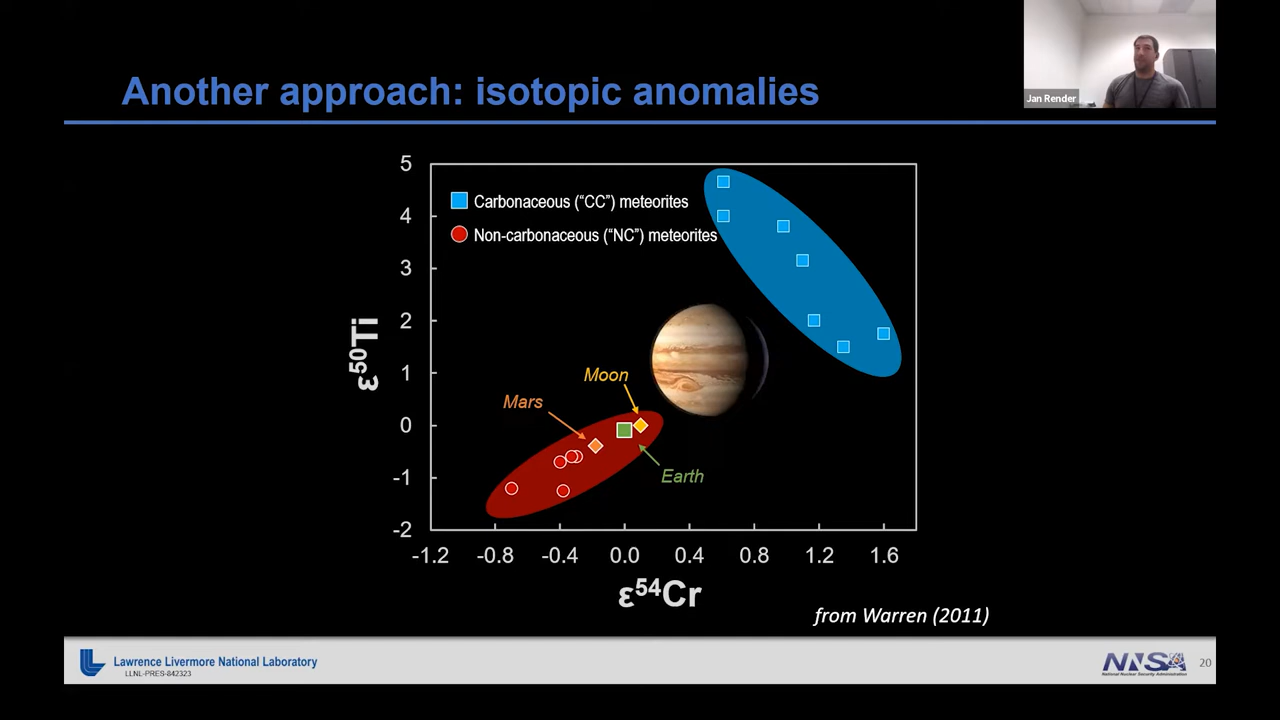 Jan Render
Another approach: isotopic anomalies
Carbonaceous ("CC") meteorites
Non-carbonaceous ("NC") meteorites
5
4
3
2
1
0
-1
-2
ε⁵⁰Ti
Moon
Mars
Earth
-1.2 -0.8 -0.4 0.0 0.4 0.8 1.2 1.6
ε⁵⁴Cr
from Warren (2011)
Lawrence Livermore National Laboratory
LLNL-PRES-842323
NNSA
National Nuclear Security Administration
20